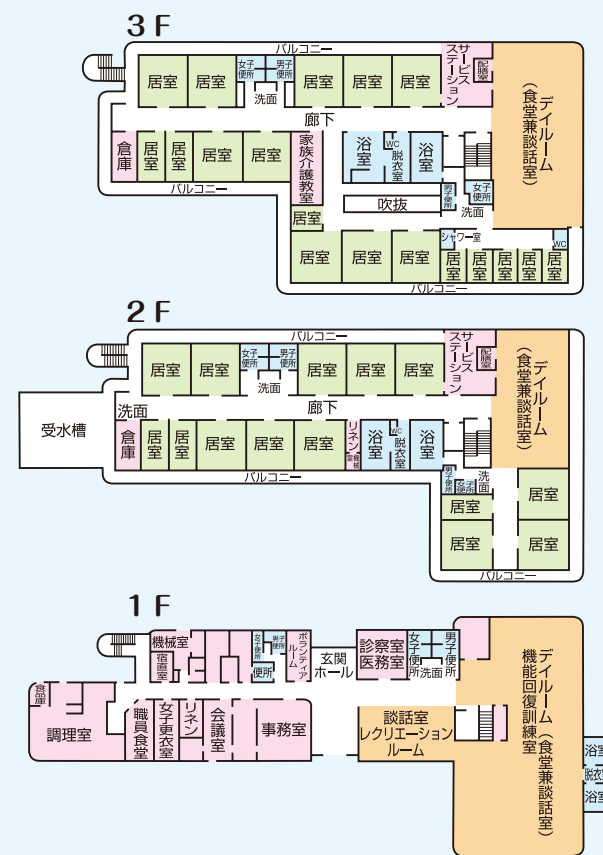 3F
バルコニー
居室
居室
女子便所
男子便所
洗面
居室
居室
居室
サービスステーション
配膳室
デイルーム
(食堂兼談話室)
廊下
倉庫
居室
居室
居室
居室
家族介護教室
浴室
WC
脱衣室
浴室
男子便所
女子便所
洗面
バルコニー
居室
吹抜
シャワー室
WC
居室
居室
居室
居室
居室
居室
居室
居室
バルコニー
2F
バルコニー
居室
居室
女子便所
男子便所
洗面
居室
居室
居室
サービスステーション
配膳室
デイルーム
(食堂兼談話室)
受水槽
洗面
廊下
倉庫
居室
居室
居室
居室
居室
リネン
機械室
浴室
WC
脱衣室
浴室
男子便所
女子便所
洗面
バルコニー
居室
居室
居室
居室
バルコニー
1F
機械室
宿直室
女子便所
男子便所
便所
ボランティアルーム
玄関ホール
診察室
医務室
女子便所
男子便所
洗面
デイルーム(食堂兼談話室)
機能回復訓練室
食庫
調理室
職員食堂
女子更衣室
リネン
会議室
事務室
談話室
レクリエーション
ルーム
浴室
脱衣室
浴室